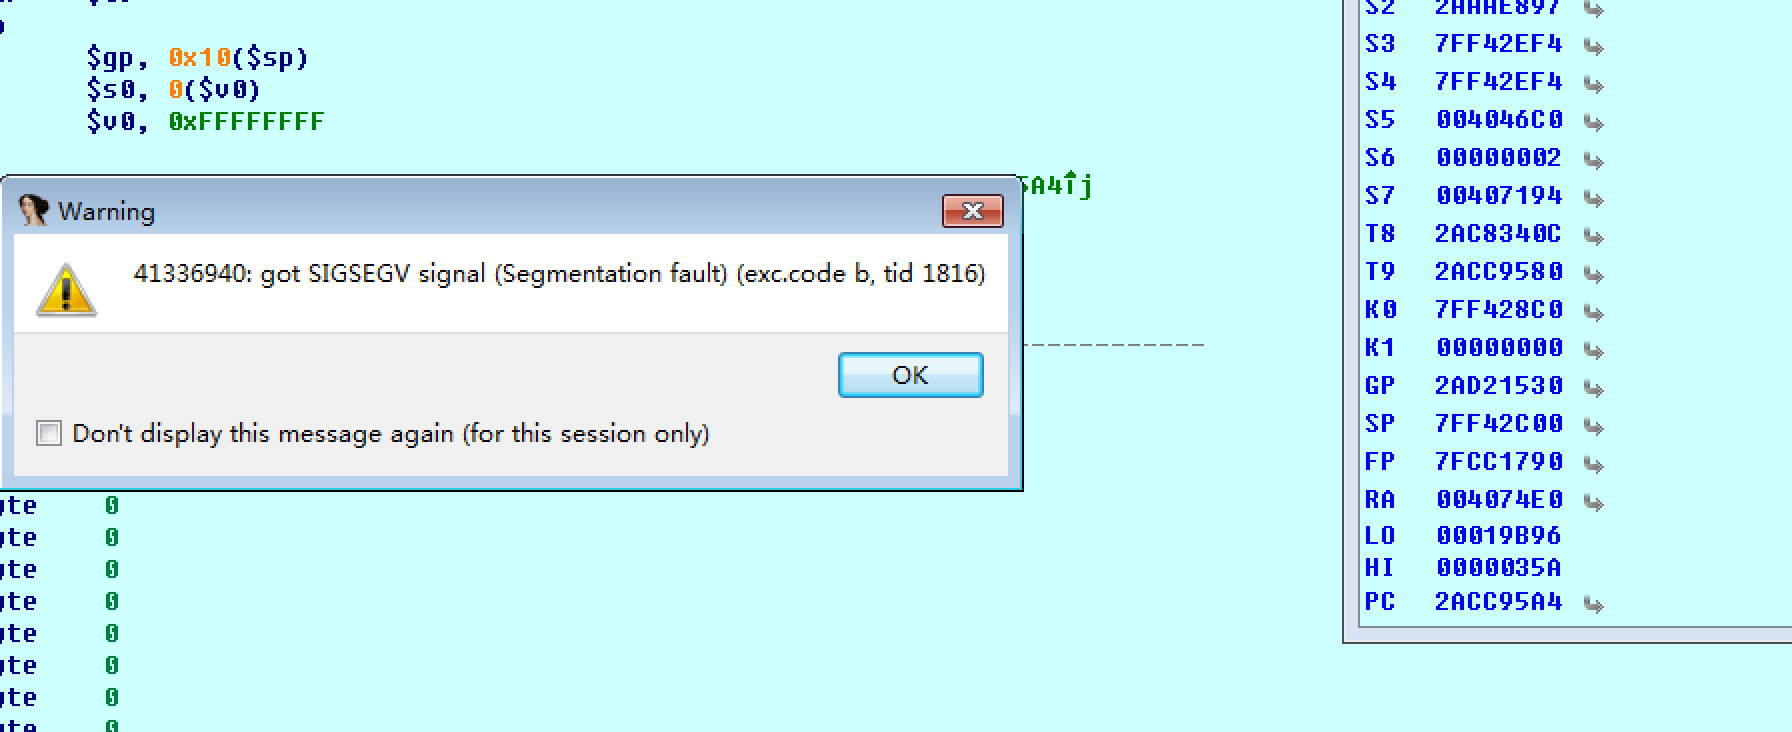 $gp, 0x10($sp)
$s0, 0($v0)
$v0, 0xFFFFFFFF
5A4↑j
Warning
41336940: got SIGSEGV signal (Segmentation fault) (exc.code b, tid 1816)
OK
Don't display this message again (for this session only)
yte 0
yte 0
yte 0
yte 0
yte 0
yte 0
yte 0
yte 0
S2 2AAAE897
S3 7FF42EF4
S4 7FF42EF4
S5 004046C0
S6 00000002
S7 00407194
T8 2AC8340C
T9 2ACC9580
K0 7FF428C0
K1 00000000
GP 2AD21530
SP 7FF42C00
FP 7FCC1790
RA 004074E0
LO 00019B96
HI 0000035A
PC 2ACC95A4